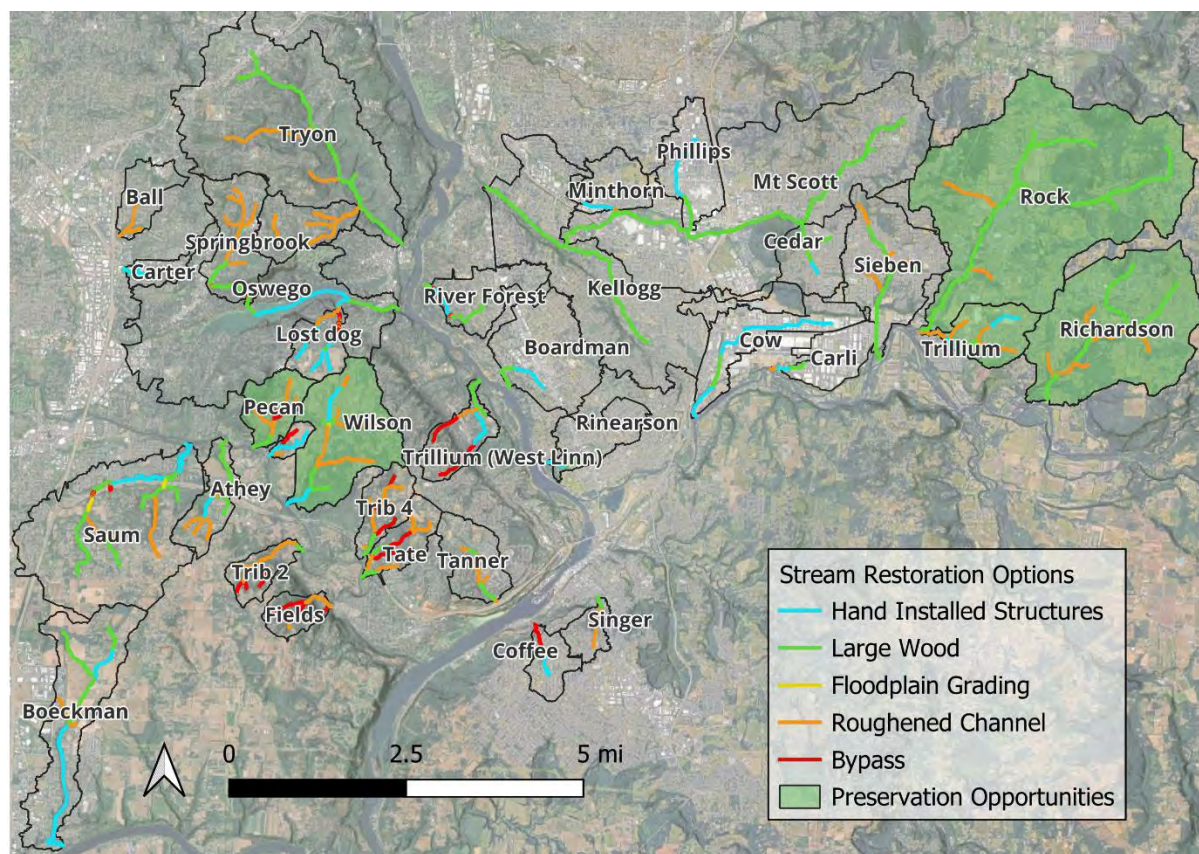 Tryon
Phillips
Mt Scott
Minthorn
Rock
Ball
Springbrook
Cedar
Carter
Sieben
Oswego
River Forest
Kellogg
Lost dog
Boardman
Cow
Carli
Trillium
Richardson
Pecan
Wilson
Rinearson
Trillium (West Linn)
Athey
Trib 4
Saum
Tate
Tanner
Trib 2
Fields
Singer
Coffee
Boeckman
0
2.5
5 mi
Stream Restoration Options
Hand Installed Structures
Large Wood
Floodplain Grading
Roughened Channel
Bypass
Preservation Opportunities